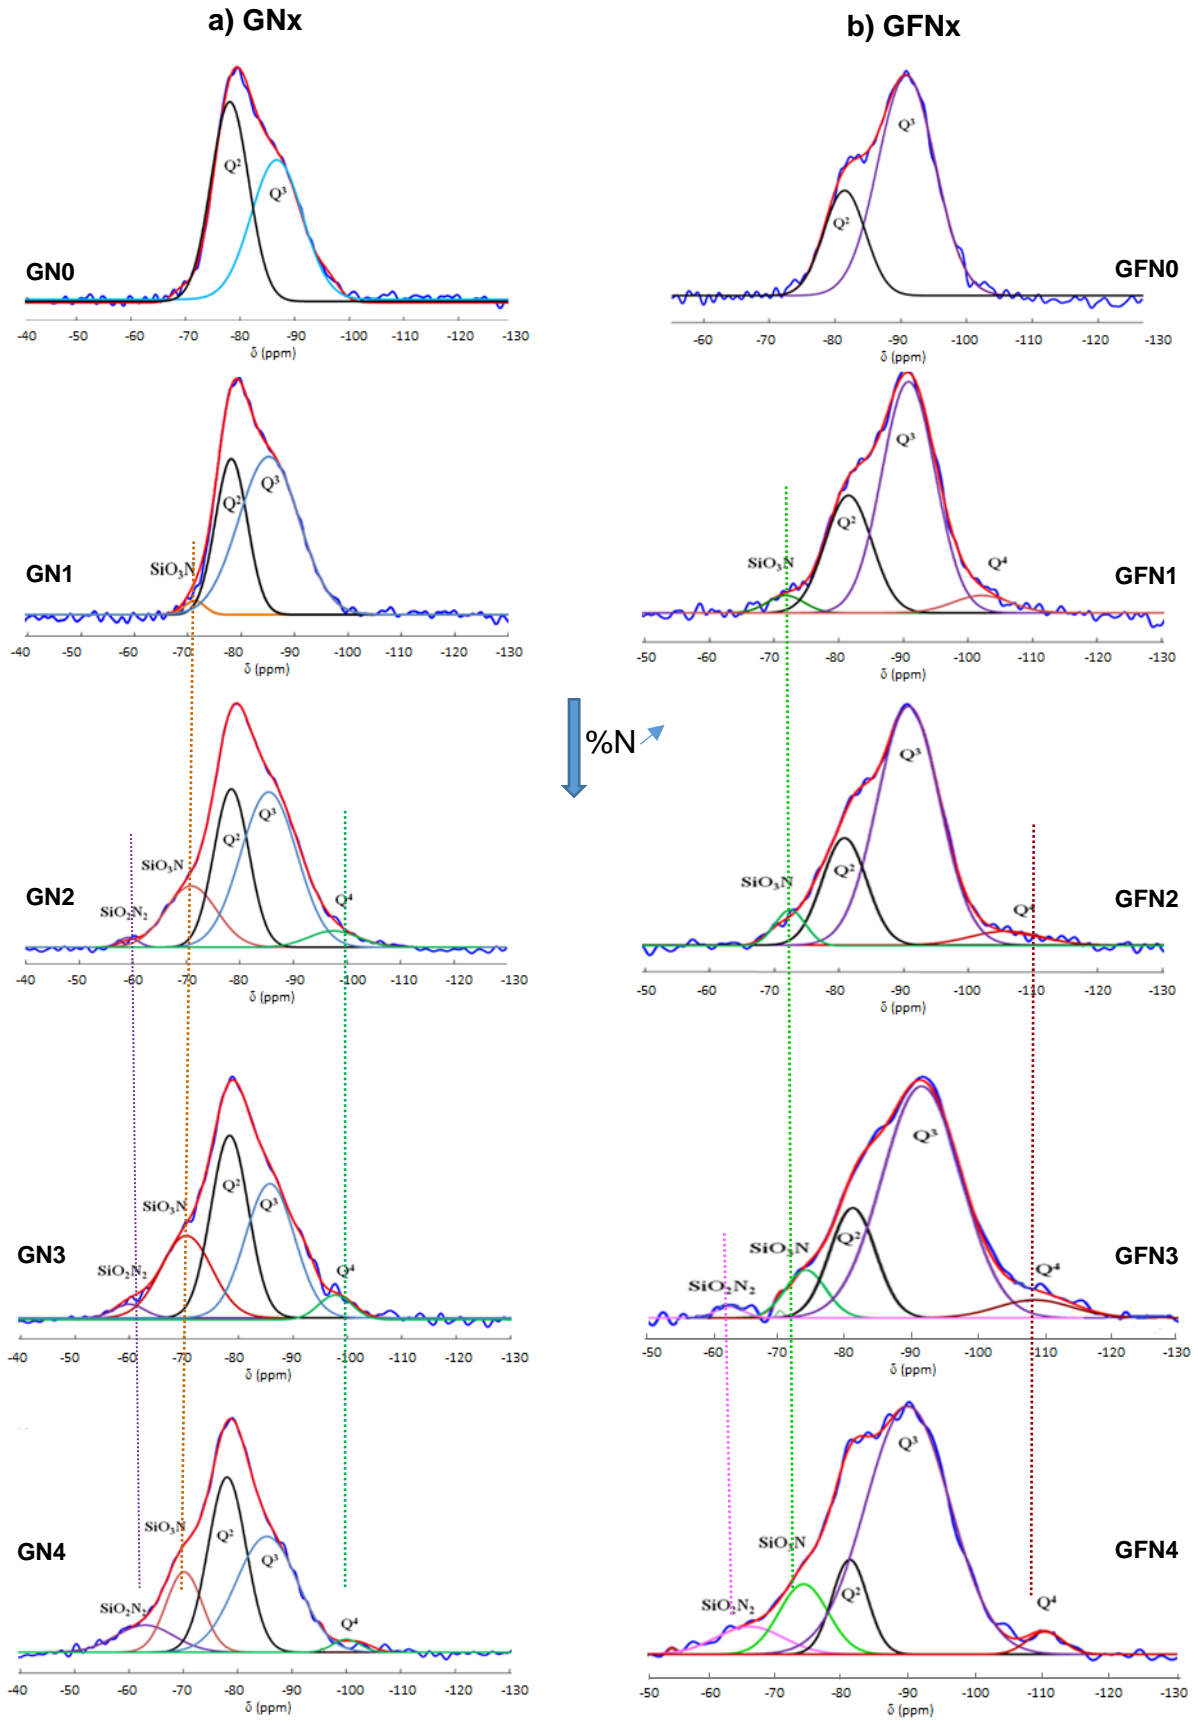 a) GNx
b) GFNx
Q²
Q³
GN0
-40 -50 -60 -70 -80 -90 -100 -110 -120 -130
δ (ppm)
Q³
Q²
GFN0
-60 -70 -80 -90 -100 -110 -120 -130
δ (ppm)
Q³
Q²
SiO₃N
GN1
-40 -50 -60 -70 -80 -90 -100 -110 -120 -130
δ (ppm)
Q³
Q²
SiO₃N
Q⁴
GFN1
-50 -60 -70 -80 -90 -100 -110 -120 -130
δ (ppm)
%N
Q³
Q²
SiO₃N
SiO₂N₂
Q⁴
GN2
-40 -50 -60 -70 -80 -90 -100 -110 -120 -130
δ (ppm)
Q³
Q²
SiO₃N
Q⁴
GFN2
-50 -60 -70 -80 -90 -100 -110 -120 -130
δ (ppm)
Q²
Q³
SiO₃N
SiO₂N₂
Q⁴
GN3
-40 -50 -60 -70 -80 -90 -100 -110 -120 -130
δ (ppm)
Q³
Q²
SiO₃N
SiO₂N₂
Q⁴
GFN3
-50 -60 -70 -80 -90 -100 -110 -120 -130
δ (ppm)
SiO₃N
Q²
Q³
SiO₂N₂
Q⁴
GN4
-40 -50 -60 -70 -80 -90 -100 -110 -120 -130
δ (ppm)
Q³
SiO₃N
Q²
SiO₂N₂
Q⁴
GFN4
-50 -60 -70 -80 -90 -100 -110 -120 -130
δ (ppm)